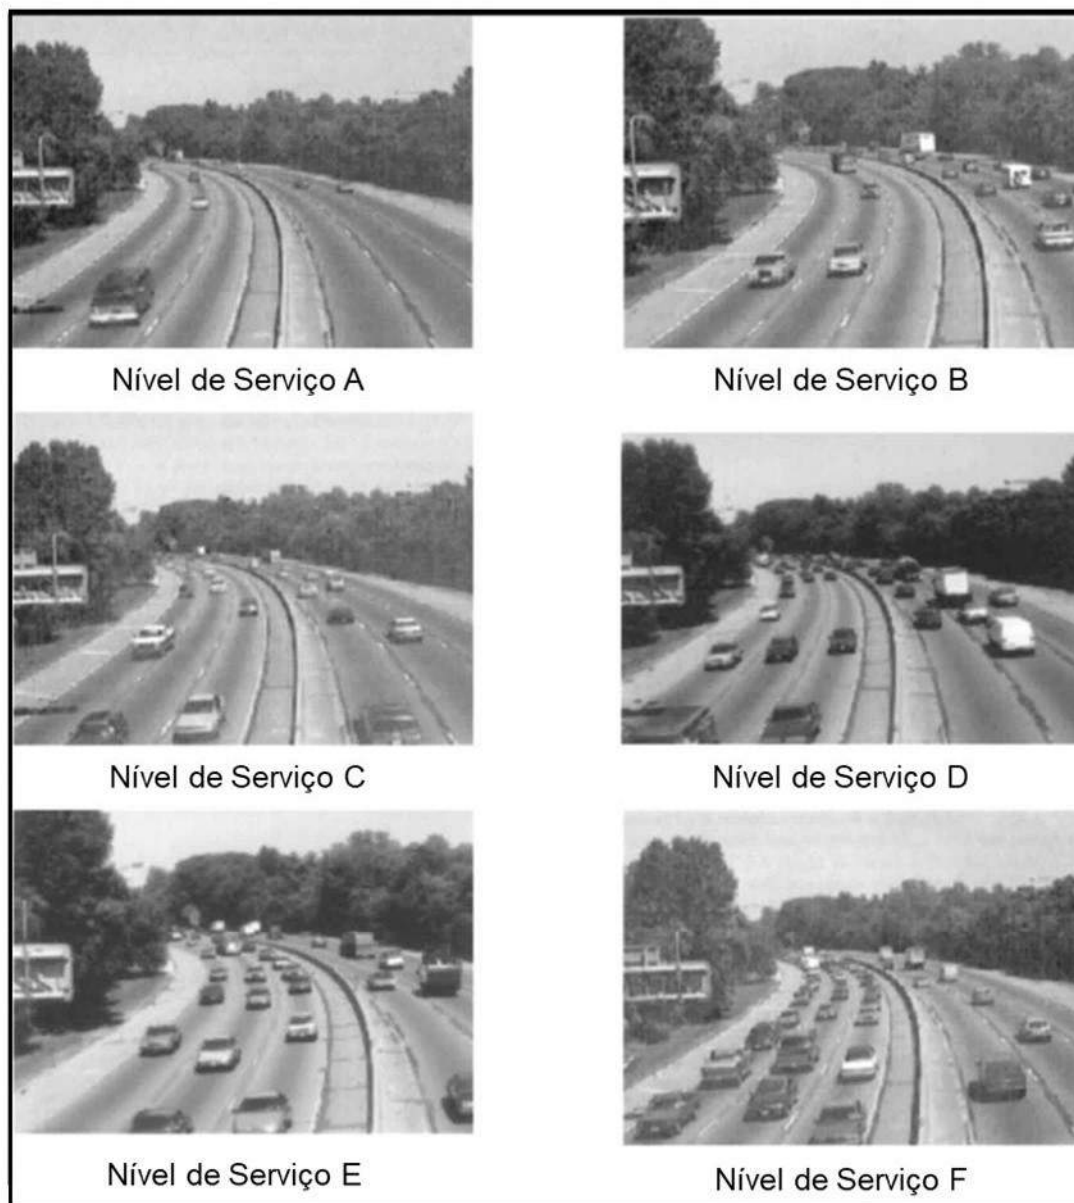 Nível de Serviço A
Nível de Serviço B
Nível de Serviço C
Nível de Serviço D
Nível de Serviço E
Nível de Serviço F